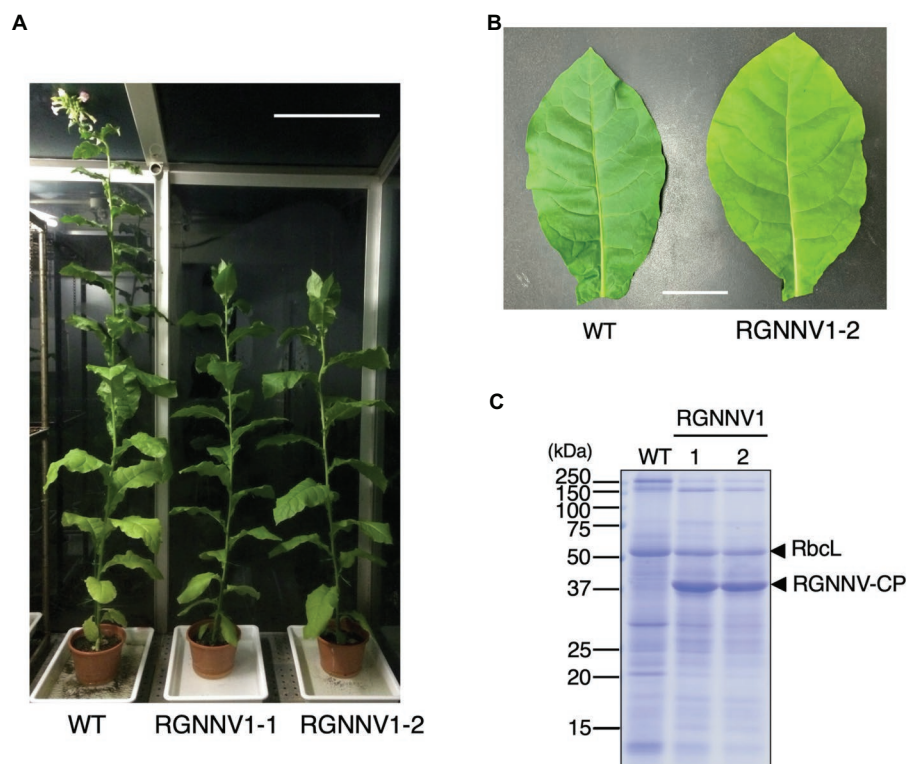 A
WT RGNNV1-1 RGNNV1-2
B
WT RGNNV1-2
C
RGNNV1
(kDa) WT 1 2
250
150
100
75
50
37
25
20
15
RbcL
RGNNV-CP